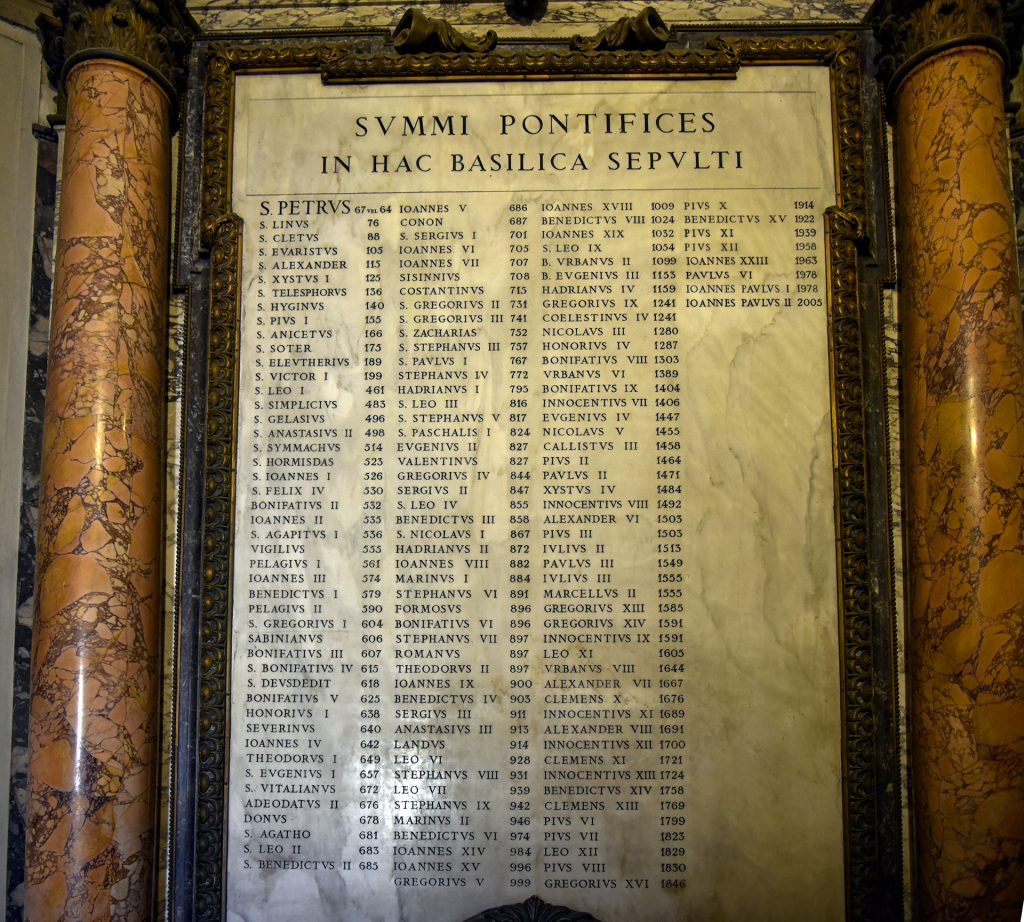 SVMMI PONTIFICES
IN HAC BASILICA SEPVLTI
S. PETRVS 67 VEL 64
S. LINVS 76
S. CLETVS 88
S. EVARISTVS 105
S. ALEXANDER 115
S. XYSTVS I 125
S. TELESPHORVS 136
S. HYGINVS 140
S. PIVS I 155
S. ANICETVS 166
S. SOTER 175
S. ELEVTHERIVS 189
S. VICTOR I 199
S. LEO I 461
S. SIMPLICIVS 483
S. GELASIVS 496
S. ANASTASIVS II 498
S. SYMMACHVS 514
S. HORMISDAS 523
S. IOANNES I 526
S. FELIX IV 530
BONIFATIVS II 532
IOANNES II 535
S. AGAPITVS I 536
VIGILIVS 555
PELAGIVS I 561
IOANNES III 574
BENEDICTVS I 579
PELAGIVS II 590
S. GREGORIVS I 604
SABINIANVS 606
BONIFATIVS III 607
S. BONIFATIVS IV 615
S. DEVSDEDIT 618
BONIFATIVS V 625
HONORIVS I 638
SEVERINVS 640
IOANNES IV 642
THEODORVS I 649
S. EVGENIVS I 657
S. VITALIANVS 672
ADEODATVS II 676
DONVS 678
S. AGATHO 681
S. LEO II 683
S. BENEDICTVS II 685
IOANNES V 686
CONON 687
S. SERGIVS I 701
IOANNES VI 705
IOANNES VII 707
SISINNIVS 708
COSTANTINVS 715
S. GREGORIVS II 731
S. GREGORIVS III 741
S. ZACHARIAS 752
S. STEPHANVS III 757
S. PAVLVS I 767
STEPHANVS IV 772
HADRIANVS I 795
S. LEO III 816
S. STEPHANVS V 817
S. PASCHALIS I 824
EVGENIVS II 827
VALENTINVS 827
GREGORIVS IV 844
SERGIVS II 847
S. LEO IV 855
BENEDICTVS III 858
S. NICOLAVS I 867
HADRIANVS II 872
IOANNES VIII 882
MARINVS I 884
STEPHANVS VI 891
FORMOSVS 896
BONIFATIVS VI 896
STEPHANVS VII 897
ROMANVS 897
THEODORVS II 897
IOANNES IX 900
BENEDICTVS IV 903
SERGIVS III 911
ANASTASIVS III 913
LANDVS 914
LEO VI 928
STEPHANVS VIII 931
LEO VII 939
STEPHANVS IX 942
MARINVS II 946
BENEDICTVS VI 974
IOANNES XIV 984
IOANNES XV 996
GREGORIVS V 999
IOANNES XVIII 1009
BENEDICTVS VIII 1024
IOANNES XIX 1032
S. LEO IX 1054
B. VRBANVS II 1099
B. EVGENIVS III 1153
HADRIANVS IV 1159
GREGORIVS IX 1241
COELESTINVS IV 1241
NICOLAVS III 1280
HONORIVS IV 1287
BONIFATIVS VIII 1303
VRBANVS VI 1389
BONIFATIVS IX 1404
INNOCENTIVS VII 1406
EVGENIVS IV 1447
NICOLAVS V 1455
CALLISTVS III 1458
PIVS II 1464
PAVLVS II 1471
XYSTVS IV 1484
INNOCENTIVS VIII 1492
ALEXANDER VI 1503
PIVS III 1503
IVLIVS II 1513
PAVLVS III 1549
IVLIVS III 1555
MARCELLVS II 1555
GREGORIVS XIII 1585
GREGORIVS XIV 1591
INNOCENTIVS IX 1591
LEO XI 1605
VRBANVS VIII 1644
ALEXANDER VII 1667
CLEMENS X 1676
INNOCENTIVS XI 1689
ALEXANDER VIII 1691
INNOCENTIVS XII 1700
CLEMENS XI 1721
INNOCENTIVS XIII 1724
BENEDICTVS XIV 1758
CLEMENS XIII 1769
PIVS VI 1799
PIVS VII 1823
LEO XII 1829
PIVS VIII 1830
GREGORIVS XVI 1846
PIVS X 1914
BENEDICTVS XV 1922
PIVS XI 1939
PIVS XII 1958
IOANNES XXIII 1963
PAVLVS VI 1978
IOANNES PAVLVS I 1978
IOANNES PAVLVS II 2005